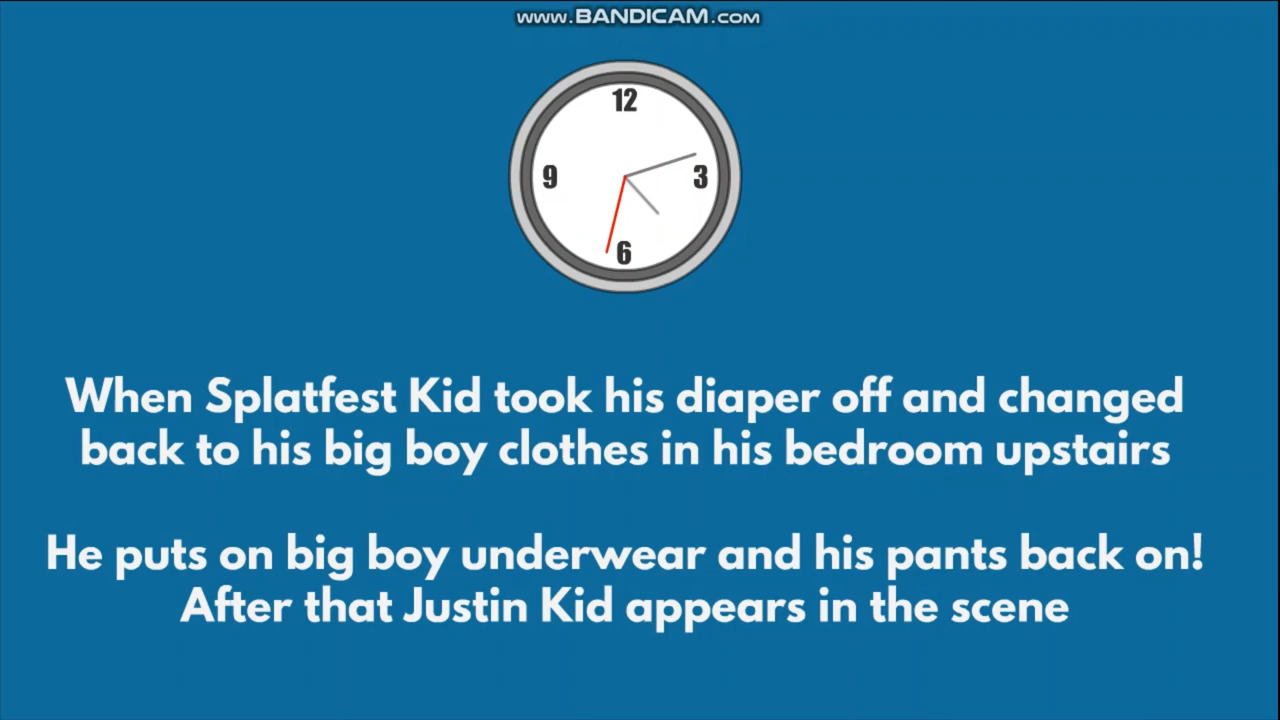 www.BANDICAM.com
12
9
3
6
When Splatfest Kid took his diaper off and changed
back to his big boy clothes in his bedroom upstairs
He puts on big boy underwear and his pants back on!
After that Justin Kid appears in the scene